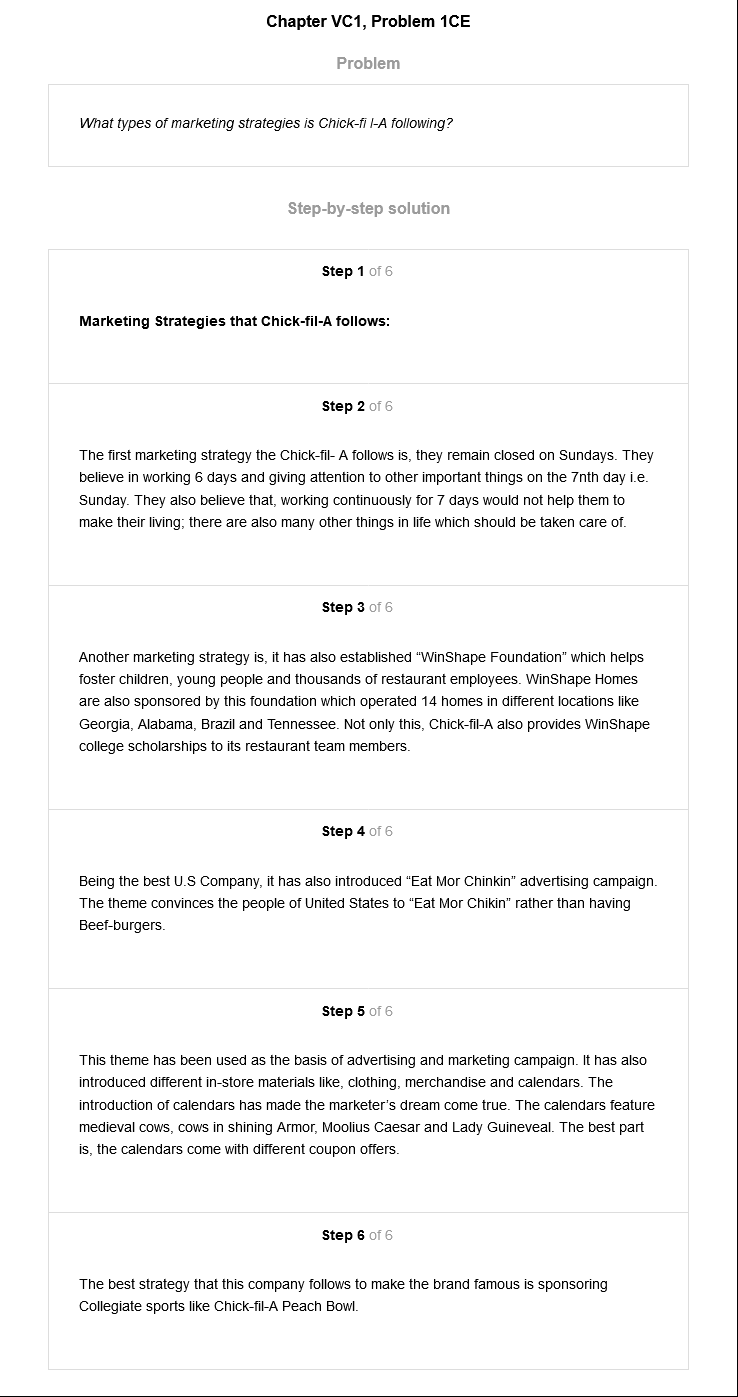 Chapter VC1, Problem 1CE
Problem
What types of marketing strategies is Chick-fi l-A following?
Step-by-step solution
Step 1 of 6
Marketing Strategies that Chick-fil-A follows:
Step 2 of 6
The first marketing strategy the Chick-fil- A follows is, they remain closed on Sundays. They
believe in working 6 days and giving attention to other important things on the 7nth day i.e.
Sunday. They also believe that, working continuously for 7 days would not help them to
make their living; there are also many other things in life which should be taken care of.
Step 3 of 6
Another marketing strategy is, it has also established “WinShape Foundation” which helps
foster children, young people and thousands of restaurant employees. WinShape Homes
are also sponsored by this foundation which operated 14 homes in different locations like
Georgia, Alabama, Brazil and Tennessee. Not only this, Chick-fil-A also provides WinShape
college scholarships to its restaurant team members.
Step 4 of 6
Being the best U.S Company, it has also introduced “Eat Mor Chinkin” advertising campaign.
The theme convinces the people of United States to “Eat Mor Chikin” rather than having
Beef-burgers.
Step 5 of 6
This theme has been used as the basis of advertising and marketing campaign. It has also
introduced different in-store materials like, clothing, merchandise and calendars. The
introduction of calendars has made the marketer’s dream come true. The calendars feature
medieval cows, cows in shining Armor, Moolius Caesar and Lady Guineveal. The best part
is, the calendars come with different coupon offers.
Step 6 of 6
The best strategy that this company follows to make the brand famous is sponsoring
Collegiate sports like Chick-fil-A Peach Bowl.